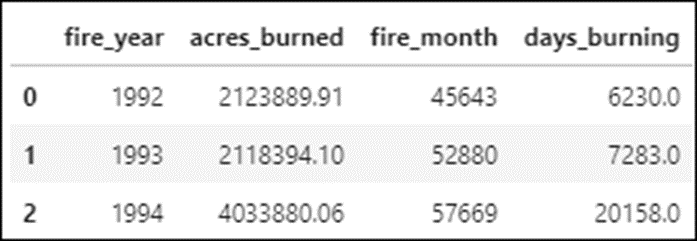 fire_year acres_burned fire_month days_burning
0 1992 2123889.91 45643 6230.0
1 1993 2118394.10 52880 7283.0
2 1994 4033880.06 57669 20158.0